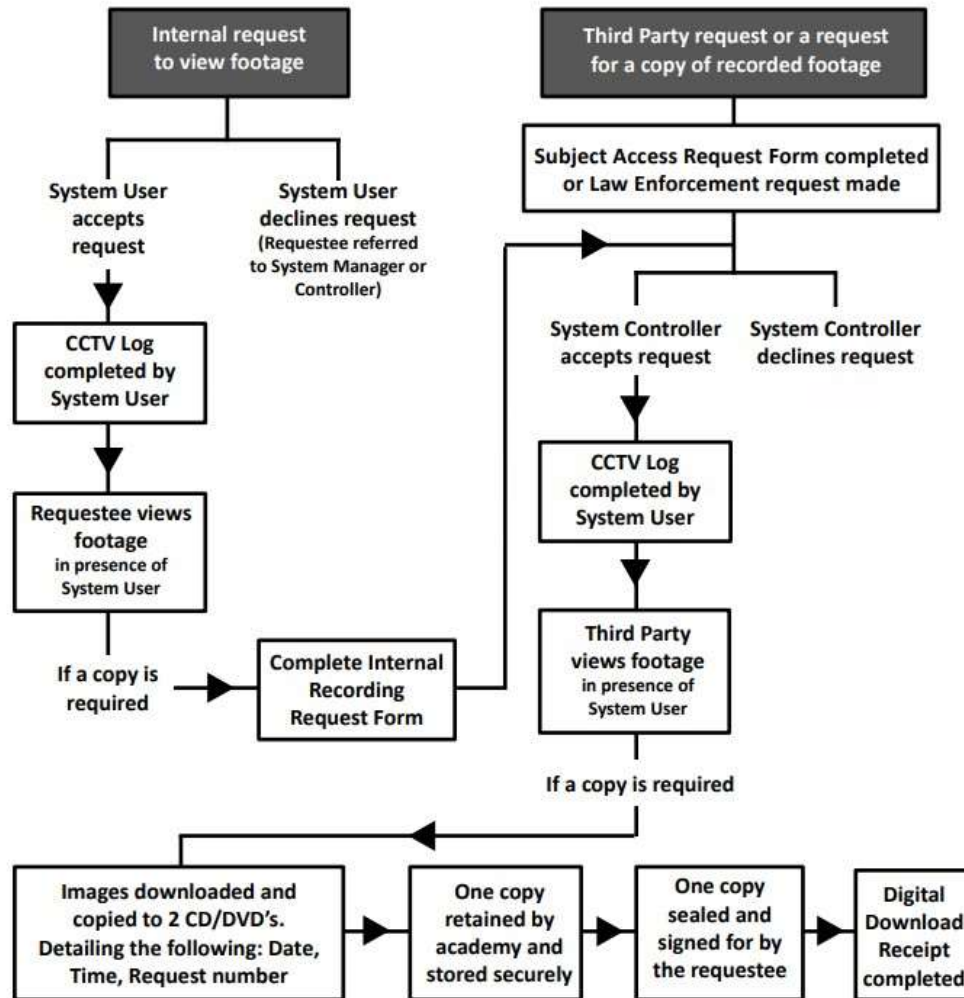 Internal request
to view footage
Third Party request or a request
for a copy of recorded footage
Subject Access Request Form completed
or Law Enforcement request made
System User
accepts
request
System User
declines request
(Requestee referred
to System Manager or
Controller)
System Controller
accepts request
System Controller
declines request
CCTV Log
completed by
System User
CCTV Log
completed by
System User
Requestee views
footage
in presence of
System User
Third Party
views footage
in presence of
System User
If a copy is
required
Complete Internal
Recording
Request Form
If a copy is required
Images downloaded and
copied to 2 CD/DVD’s.
Detailing the following: Date,
Time, Request number
One copy
retained by
academy and
stored securely
One copy
sealed and
signed for by
the requestee
Digital
Download
Receipt
completed